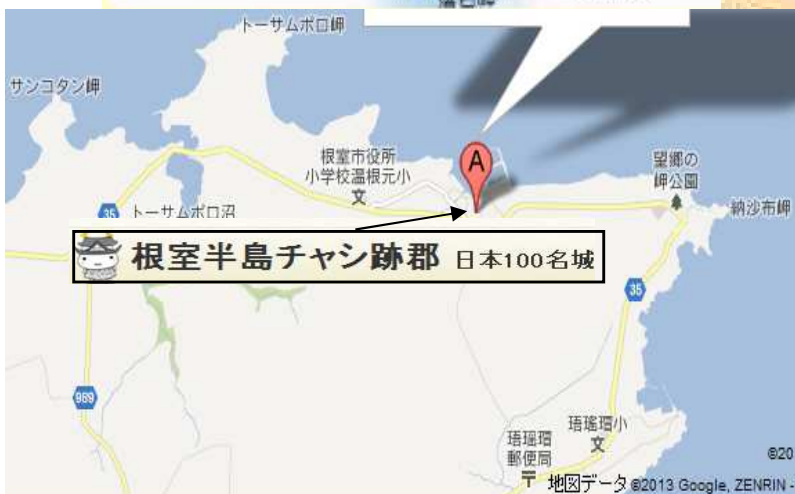 トーサムポロ岬
サンコタン岬
根室市役所
小学校温根元小
文
A
望郷の
岬公園
納沙布岬
35
トーサムポロ沼
根室半島チャシ跡郡 日本100名城
35
989
珸瑶瑁小
文
珸瑶瑁
郵便局
〒
©20
地図データ ©2013 Google, ZENRIN -